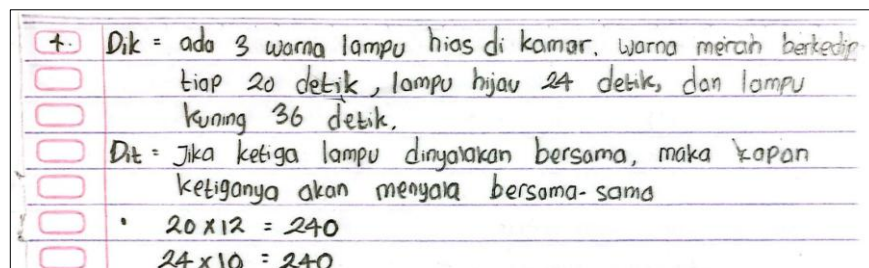 4. Dik = ada 3 warna lampu hias di kamar. warna merah berkedip
tiap 20 detik, lampu hijau 24 detik, dan lampu
kuning 36 detik.
Dit = Jika ketiga lampu dinyalakan bersama, maka kapan
ketiganya akan menyala bersama-sama
• 20 x 12 = 240
24 x 10 = 240